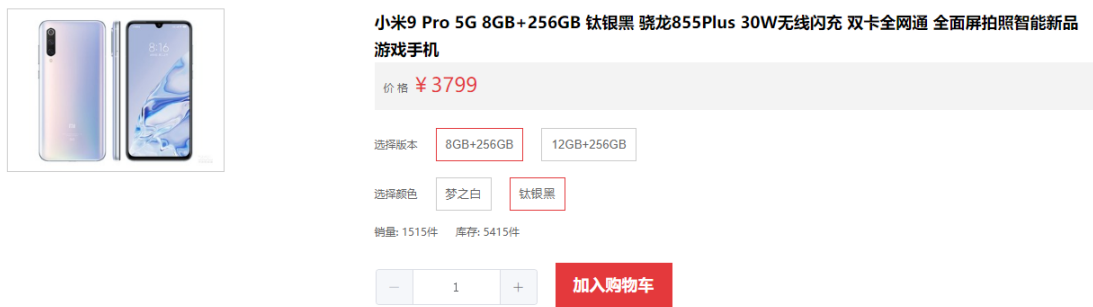 小米9 Pro 5G 8GB+256GB 钛银黑 骁龙855Plus 30W无线闪充 双卡全网通 全面屏拍照智能新品
游戏手机
8:16
价格 ¥ 3799
选择版本 8GB+256GB 12GB+256GB
选择颜色 梦之白 钛银黑
销量: 1515件 库存: 5415件
— 1 + 加入购物车